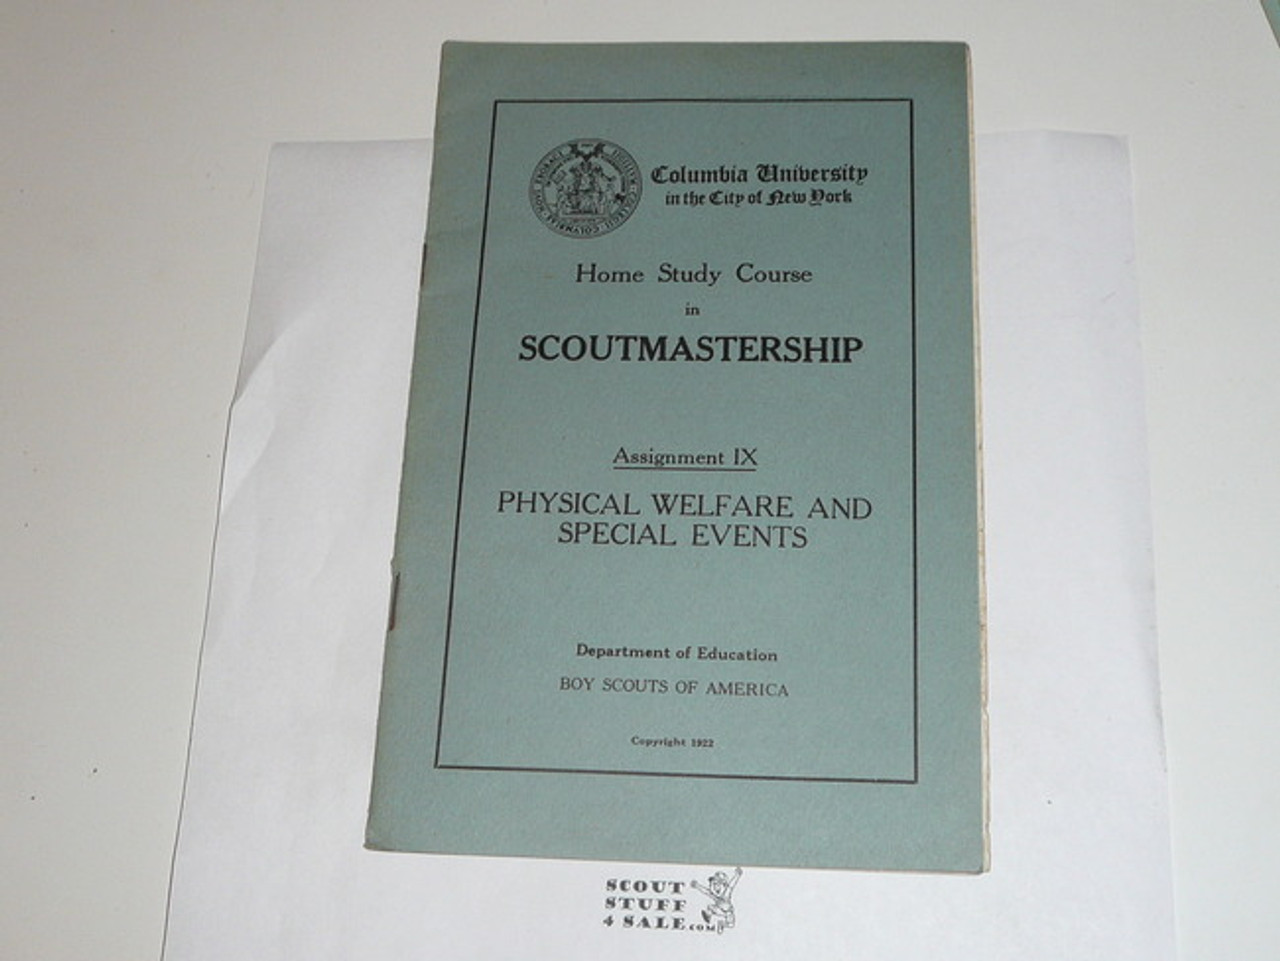 Columbia University
in the City of New York
Home Study Course
in
SCOUTMASTERSHIP
Assignment IX
PHYSICAL WELFARE AND
SPECIAL EVENTS
Department of Education
BOY SCOUTS OF AMERICA
Copyright 1922
SCOUT
STUFF
4 SALE.COM